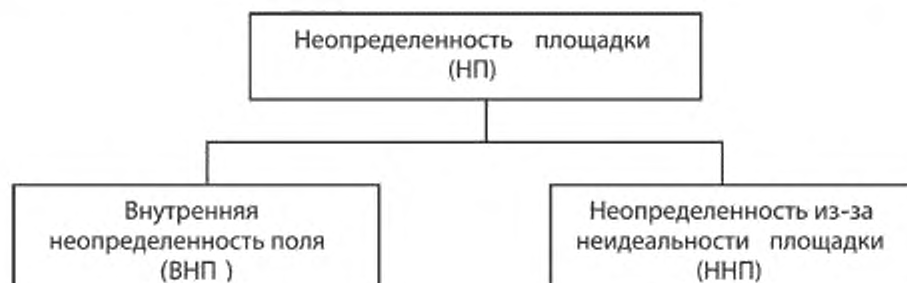 Неопределенность площадки
(НП)
Внутренняя
неопределенность поля
(ВНП )
Неопределенность из-за
неидеальности площадки
(ННП)